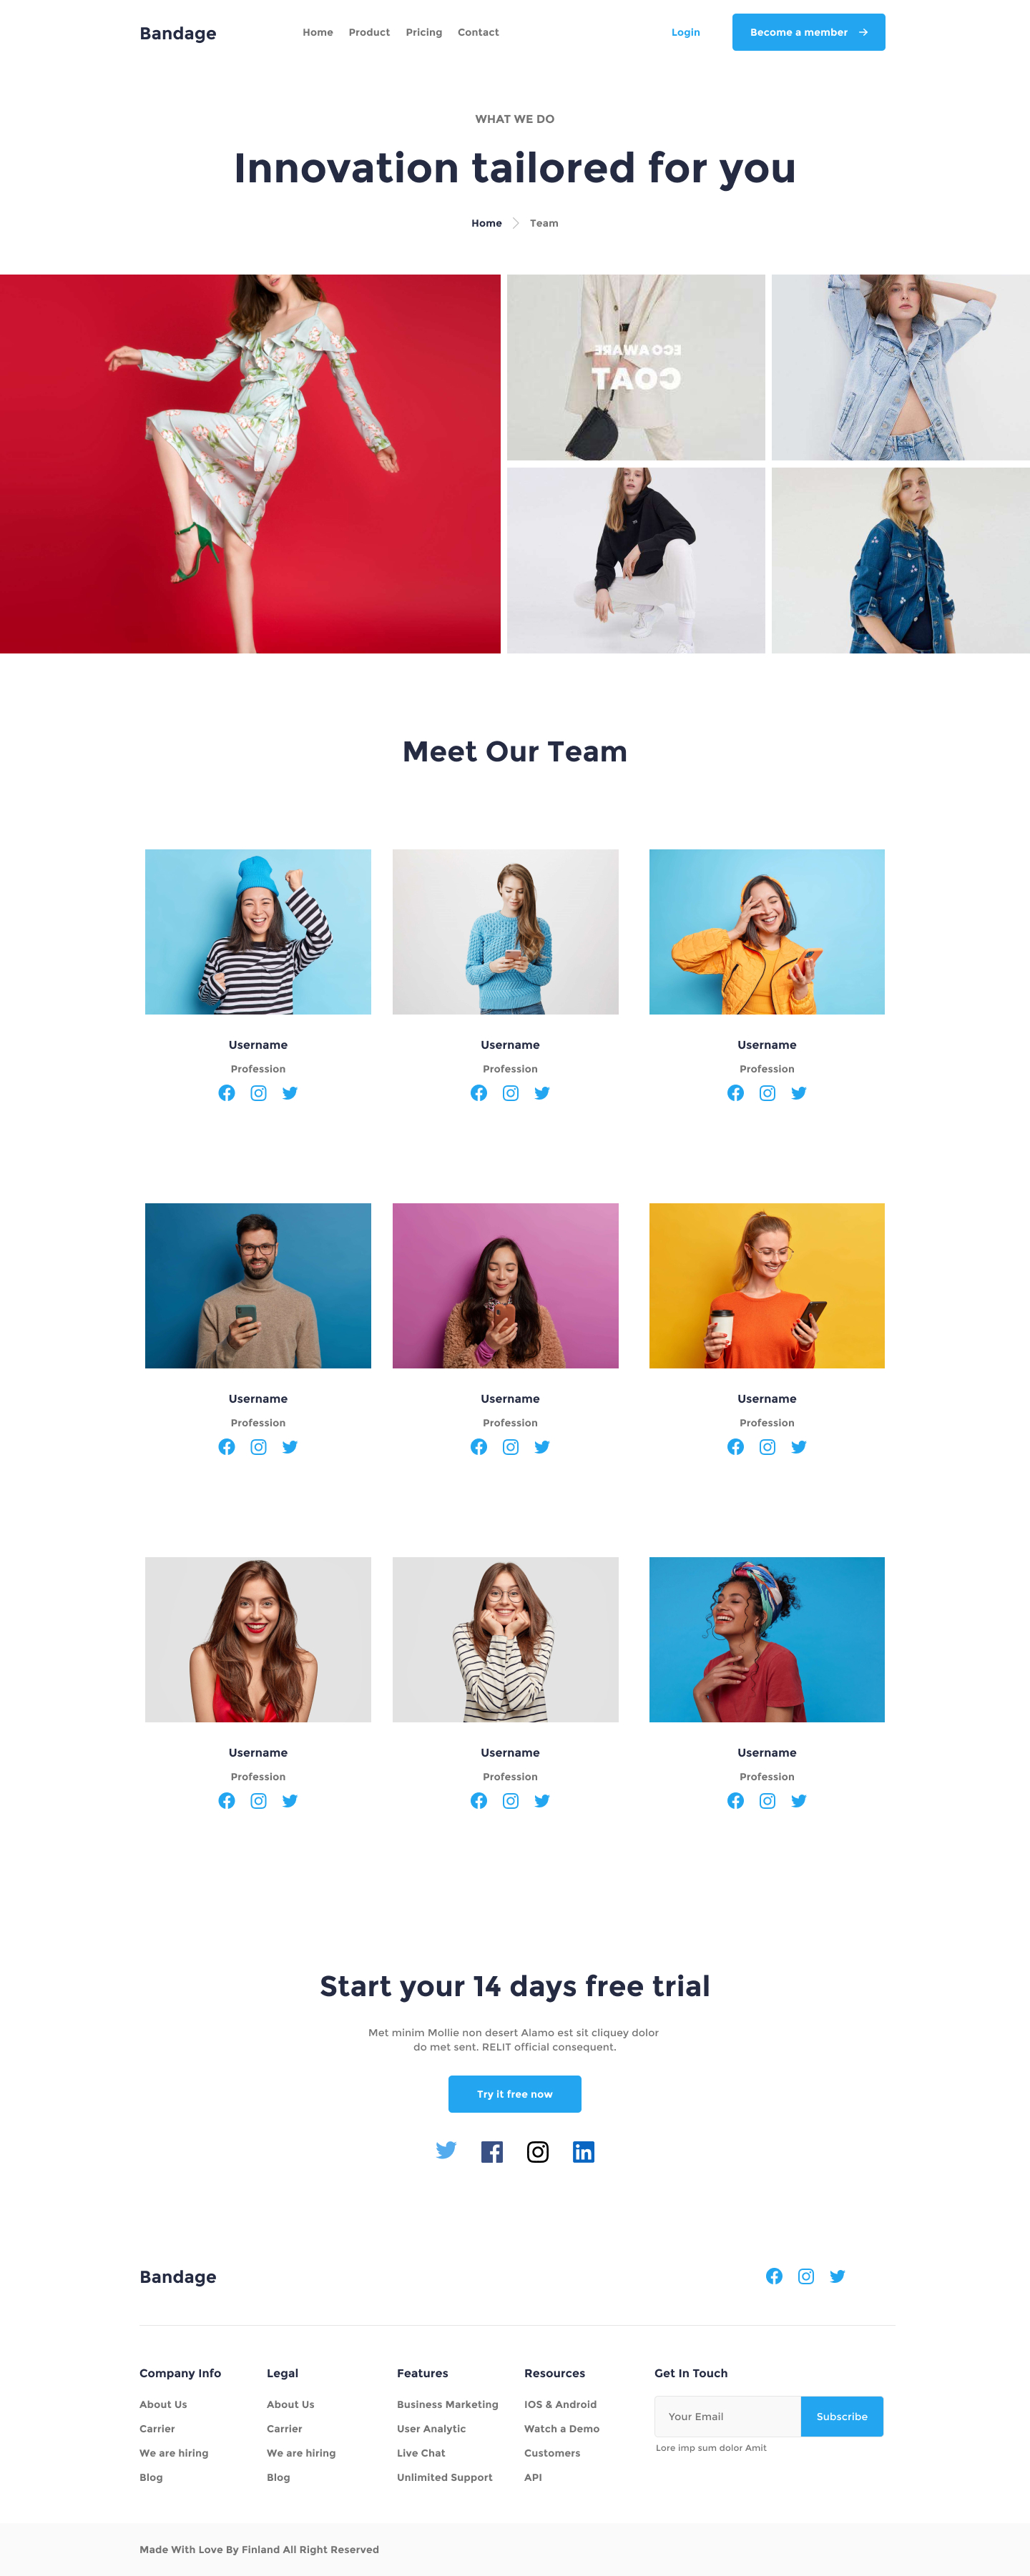 Bandage
Home Product Pricing Contact
Login
Become a member
WHAT WE DO
Innovation tailored for you
Home Team
ECO AWARE
COAT
Meet Our Team
Username Username Username
Profession Profession Profession
Username Username Username
Profession Profession Profession
Username Username Username
Profession Profession Profession
Start your 14 days free trial
Met minim Mollie non desert Alamo est sit cliquey dolor
do met sent. RELIT official consequent.
Try it free now
Bandage
Company Info
About Us
Carrier
We are hiring
Blog
Legal
About Us
Carrier
We are hiring
Blog
Features
Business Marketing
User Analytic
Live Chat
Unlimited Support
Resources
IOS & Android
Watch a Demo
Customers
API
Get In Touch
Your Email
Subscribe
Lore imp sum dolor Amit
Made With Love By Finland All Right Reserved